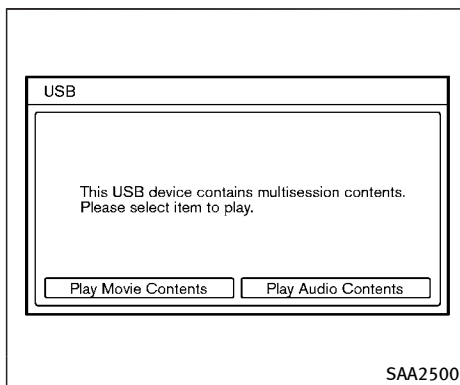 USB
This USB device contains multisession contents.
Please select item to play.
Play Movie Contents
Play Audio Contents
SAA2500